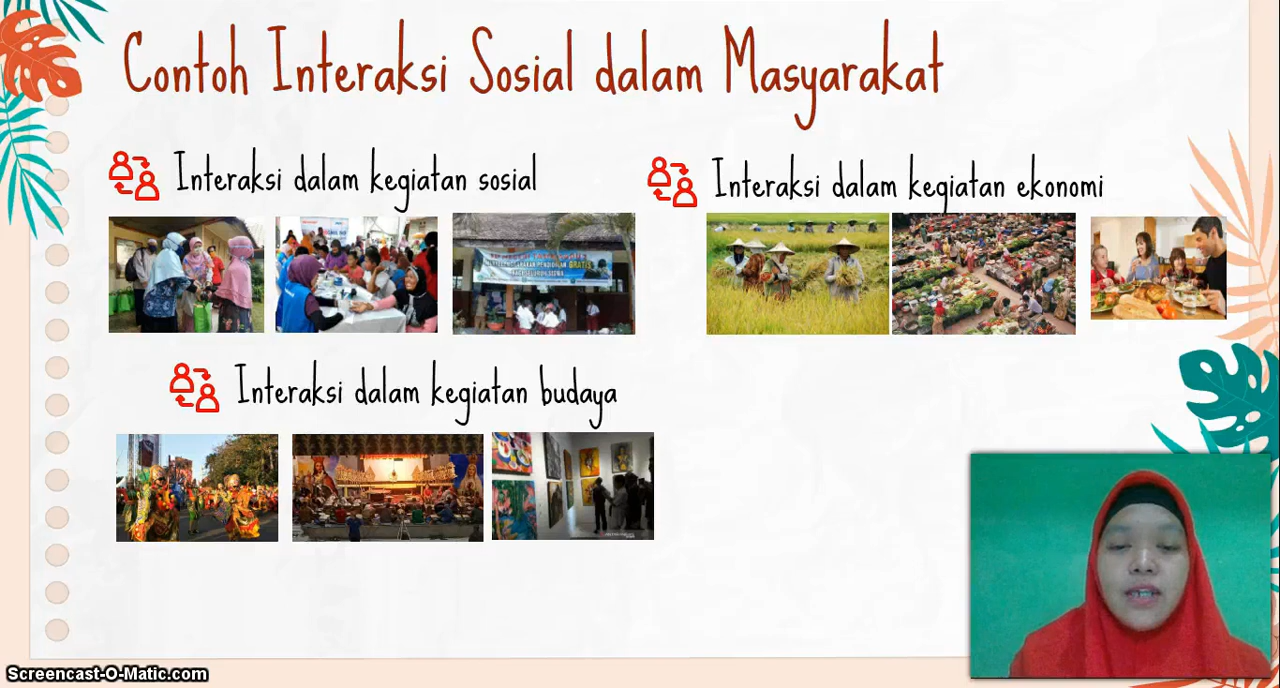 Contoh Interaksi Sosial dalam Masyarakat
Interaksi dalam kegiatan sosial
Interaksi dalam kegiatan ekonomi
GRATIS
Interaksi dalam kegiatan budaya
Screencast-O-Matic.com